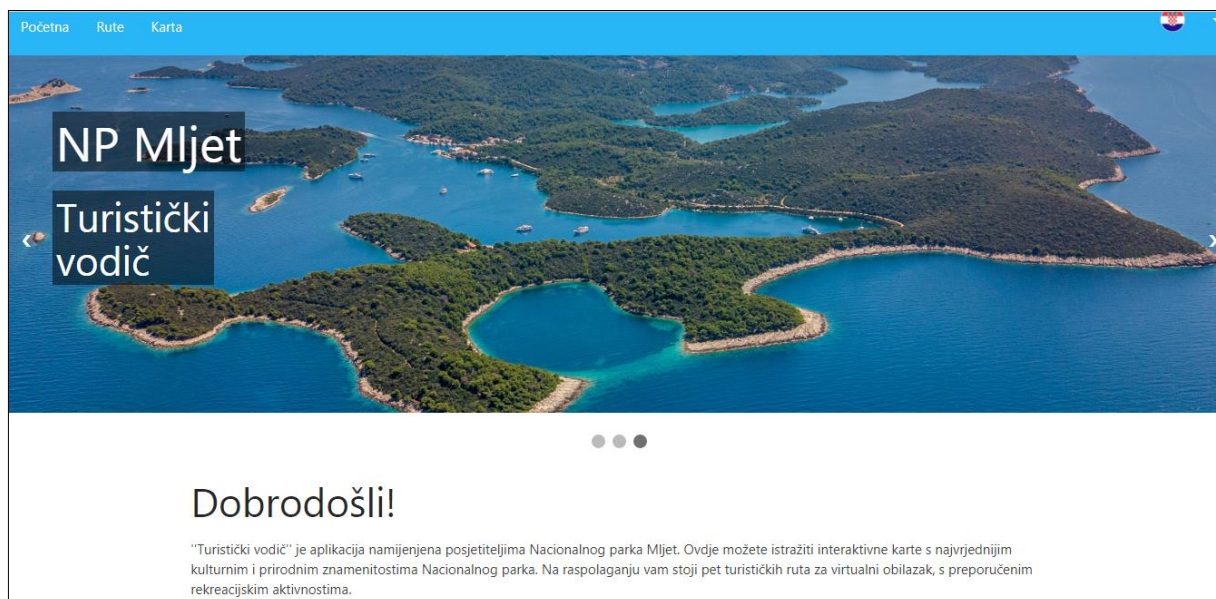 Početna Rute Karta
NP Mljet
Turistički
vodič
Dobrodošli!
"Turistički vodič" je aplikacija namijenjena posjetiteljima Nacionalnog parka Mljet. Ovdje možete istražiti interaktivne karte s najvrjednijim
kulturnim i prirodnim znamenitostima Nacionalnog parka. Na raspolaganju vam stoji pet turističkih ruta za virtualni obilazak, s preporučenim
rekreacijskim aktivnostima.